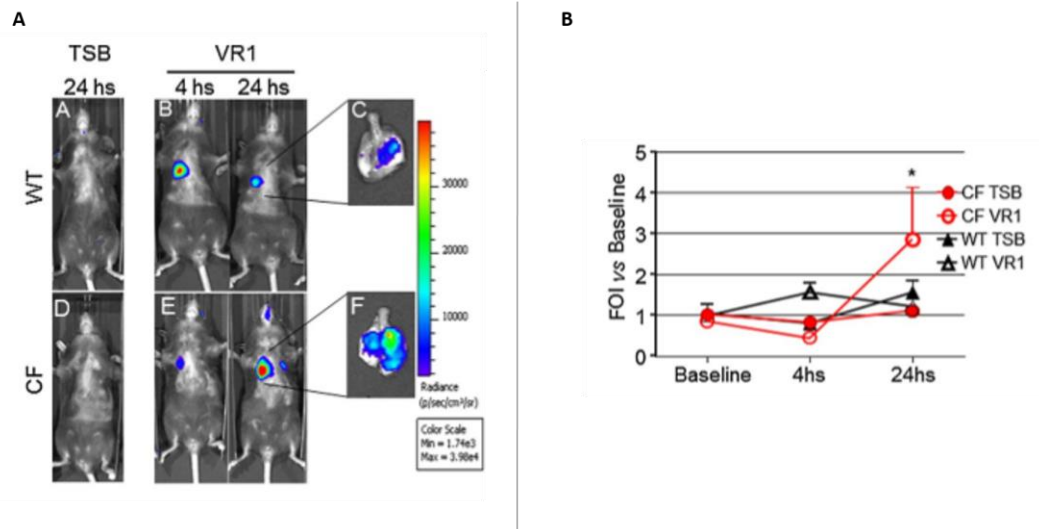 A
TSB
VR1
24 hs
4 hs
24 hs
WT
A
B
C
CF
D
E
F
30000
20000
10000
Radiance
(p/sec/cm²/sr)
Color Scale
Min = 1.74e3
Max = 3.98e4
B
FOI vs Baseline
5
4
3
2
1
0
*
CF TSB
CF VR1
WT TSB
WT VR1
Baseline
4hs
24hs